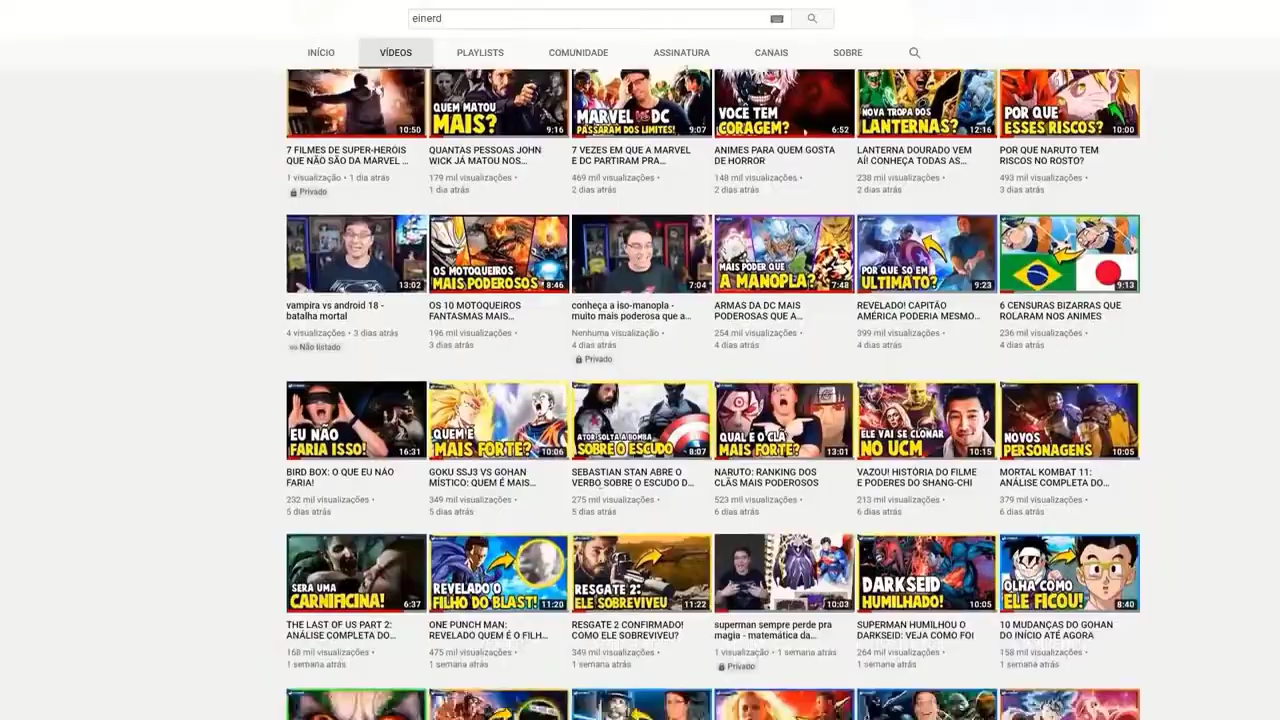 einerd
INÍCIO
VÍDEOS
PLAYLISTS
COMUNIDADE
ASSINATURA
CANAIS
SOBRE
10:50
QUEM MATOU
MAIS?
9:16
MARVEL VS DC
PASSARAM DOS LIMITES!
9:07
VOCÊ TEM
CORAGEM?
6:52
NOVA TROPA DOS
LANTERNAS?
12:16
POR QUE
ESSES RISCOS?
10:00
7 FILMES DE SUPER-HERÓIS
QUE NÃO SÃO DA MARVEL ...
1 visualização • 1 dia atrás
Privado
QUANTAS PESSOAS JOHN
WICK JÁ MATOU NOS...
179 mil visualizações •
1 dia atrás
7 VEZES EM QUE A MARVEL
E DC PARTIRAM PRA...
469 mil visualizações •
2 dias atrás
ANIMES PARA QUEM GOSTA
DE HORROR
148 mil visualizações •
2 dias atrás
LANTERNA DOURADO VEM
AÍ! CONHEÇA TODAS AS...
238 mil visualizações •
2 dias atrás
POR QUE NARUTO TEM
RISCOS NO ROSTO?
493 mil visualizações •
3 dias atrás
13:02
OS MOTOQUEIROS
MAIS PODEROSOS
8:46
7:04
MAIS PODER QUE
A MANOPLA?
7:48
POR QUE SÓ EM
ULTIMATO?
9:23
9:13
vampira vs android 18 -
batalha mortal
4 visualizações • 3 dias atrás
Não listado
OS 10 MOTOQUEIROS
FANTASMAS MAIS...
196 mil visualizações •
3 dias atrás
conheça a iso-manopla -
muito mais poderosa que a...
Nenhuma visualização •
4 dias atrás
Privado
ARMAS DA DC MAIS
PODEROSAS QUE A...
254 mil visualizações •
4 dias atrás
REVELADO! CAPITÃO
AMÉRICA PODERIA MESMO...
399 mil visualizações •
4 dias atrás
6 CENSURAS BIZARRAS QUE
ROLARAM NOS ANIMES
236 mil visualizações •
4 dias atrás
EU NÃO
FARIA ISSO!
16:31
QUEM É
MAIS FORTE?
10:06
ATOR SOLTA A BOMBA
SOBRE O ESCUDO
8:07
QUAL É O CLÃ
MAIS FORTE?
13:01
ELE VAI SE CLONAR
NO UCM
10:15
NOVOS
PERSONAGENS
10:05
BIRD BOX: O QUE EU NÃO
FARIA!
232 mil visualizações •
5 dias atrás
GOKU SSJ3 VS GOHAN
MÍSTICO: QUEM É MAIS...
349 mil visualizações •
5 dias atrás
SEBASTIAN STAN ABRE O
VERBO SOBRE O ESCUDO D...
275 mil visualizações •
5 dias atrás
NARUTO: RANKING DOS
CLÃS MAIS PODEROSOS
523 mil visualizações •
6 dias atrás
VAZOU! HISTÓRIA DO FILME
E PODERES DO SHANG-CHI
213 mil visualizações •
6 dias atrás
MORTAL KOMBAT 11:
ANÁLISE COMPLETA DO...
379 mil visualizações •
6 dias atrás
SERÁ UMA
CARNIFICINA!
6:37
REVELADO O
FILHO DO BLAST!
11:20
RESGATE 2:
ELE SOBREVIVEU
11:22
10:03
DARKSEID
HUMILHADO!
10:05
OLHA COMO
ELE FICOU!
8:40
THE LAST OF US PART 2:
ANÁLISE COMPLETA DO...
168 mil visualizações •
1 semana atrás
ONE PUNCH MAN:
REVELADO QUEM É O FILH...
475 mil visualizações •
1 semana atrás
RESGATE 2 CONFIRMADO!
COMO ELE SOBREVIVEU?
349 mil visualizações •
1 semana atrás
superman sempre perde pra
magia - matemática da...
1 visualização • 1 semana atrás
Privado
SUPERMAN HUMILHOU O
DARKSEID: VEJA COMO FOI
264 mil visualizações •
1 semana atrás
10 MUDANÇAS DO GOHAN
DO INÍCIO ATÉ AGORA
158 mil visualizações •
1 semana atrás